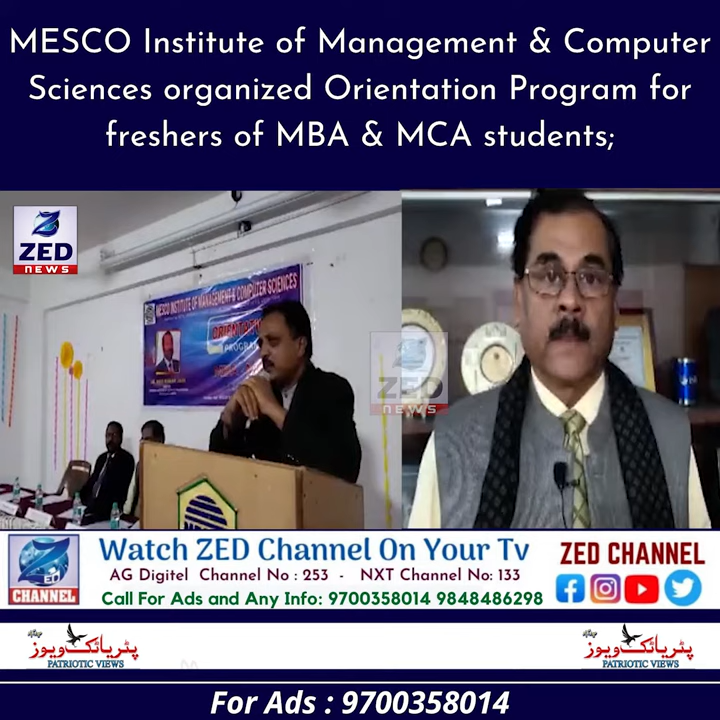 MESCO Institute of Management & Computer
Sciences organized Orientation Program for
freshers of MBA & MCA students;
ZED
NEWS
MESCO INSTITUTE OF MANAGEMENT & COMPUTER SCIENCES
ZED
NEWS
ZED
CHANNEL
Watch ZED Channel On Your Tv
AG Digitel Channel No : 253 - NXT Channel No: 133
Call For Ads and Any Info: 9700358014 9848486298
ZED CHANNEL
پٹریاٹک ویوز
PATRIOTIC VIEWS
پٹریاٹک ویوز
PATRIOTIC VIEWS
For Ads : 9700358014